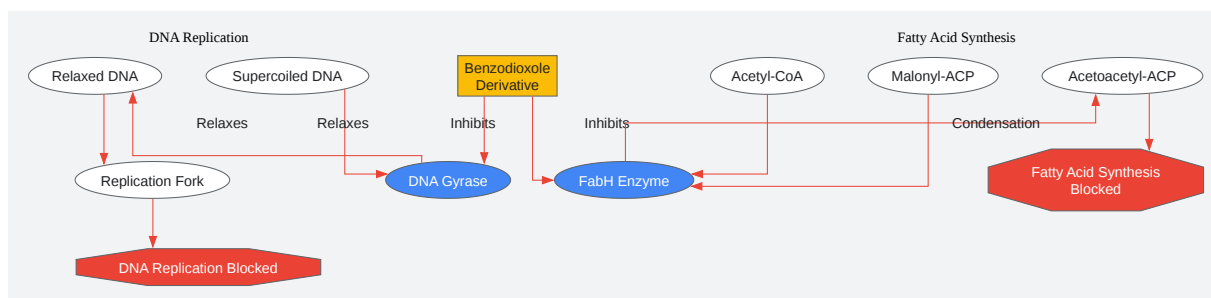 DNA Replication
Fatty Acid Synthesis
Relaxed DNA
Supercoiled DNA
Benzodioxole
Derivative
Acetyl-CoA
Malonyl-ACP
Acetoacetyl-ACP
Relaxes
Relaxes
Inhibits
Inhibits
Condensation
Replication Fork
DNA Gyrase
FabH Enzyme
Fatty Acid Synthesis
Blocked
DNA Replication Blocked